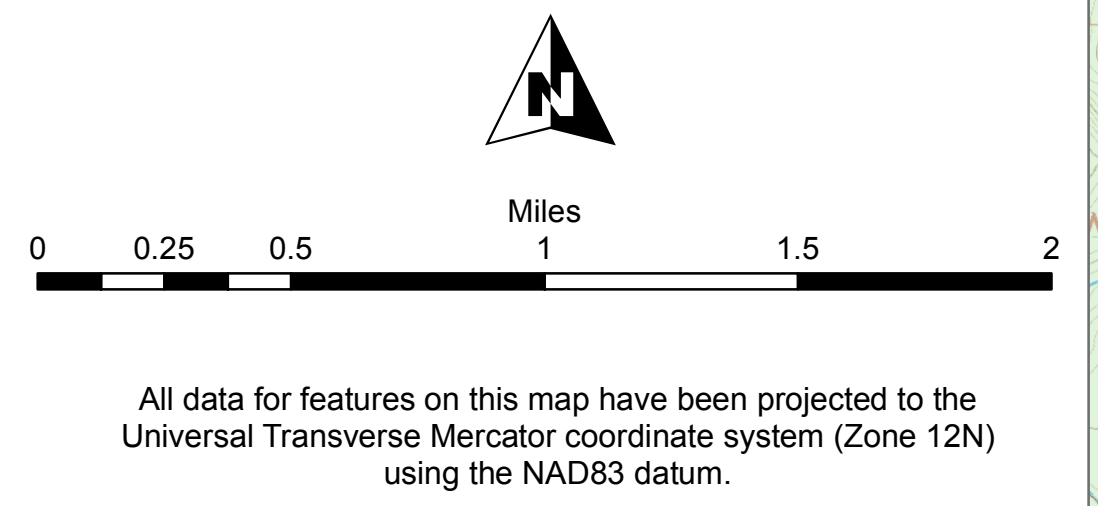 N
Miles
0 0.25 0.5 1 1.5 2
All data for features on this map have been projected to the
Universal Transverse Mercator coordinate system (Zone 12N)
using the NAD83 datum.